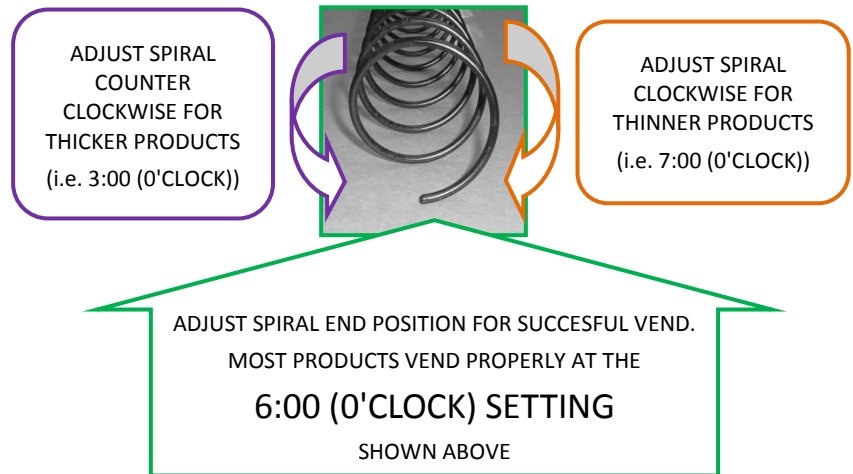 ADJUST SPIRAL
COUNTER
CLOCKWISE FOR
THICKER PRODUCTS
(i.e. 3:00 (0'CLOCK))
ADJUST SPIRAL
CLOCKWISE FOR
THINNER PRODUCTS
(i.e. 7:00 (0'CLOCK))
ADJUST SPIRAL END POSITION FOR SUCCESFUL VEND.
MOST PRODUCTS VEND PROPERLY AT THE
6:00 (0'CLOCK) SETTING
SHOWN ABOVE